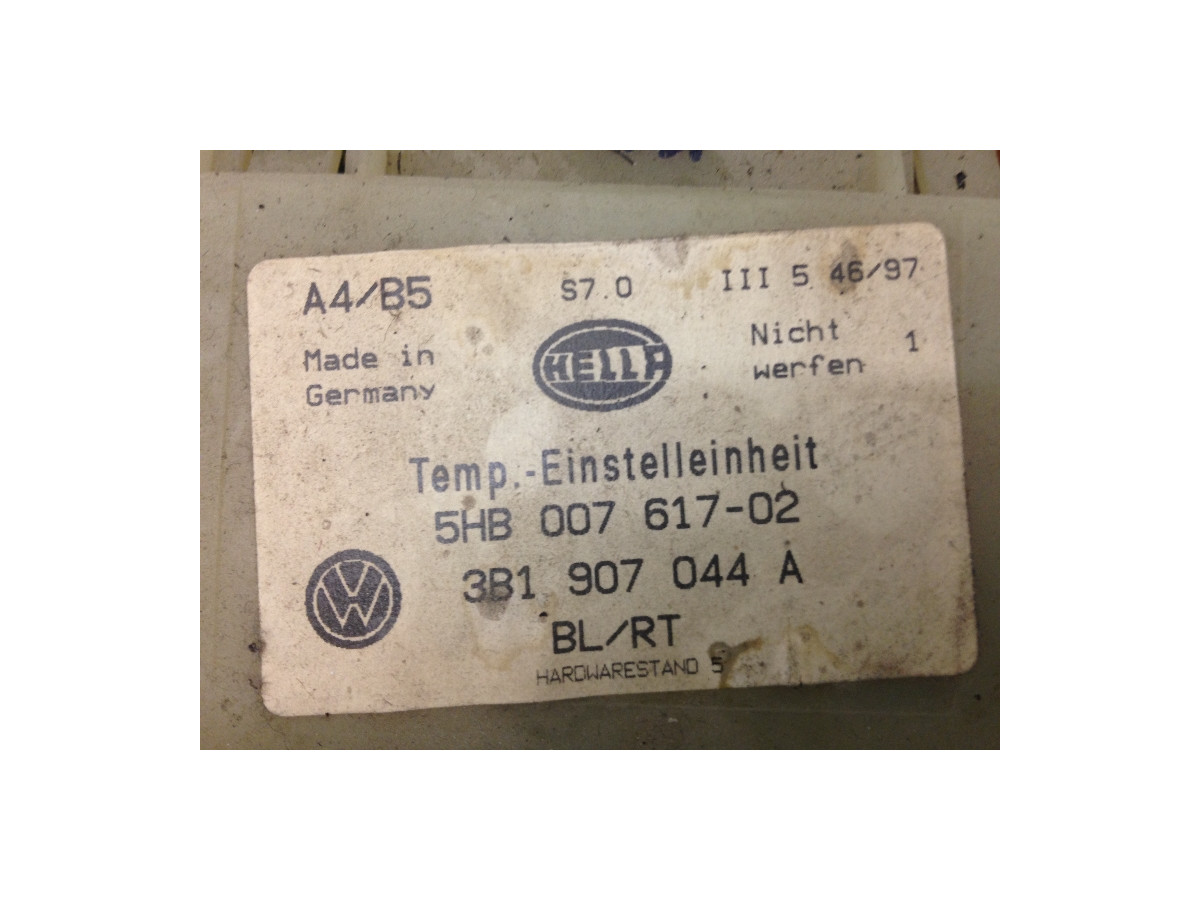 A4/B5 S7.0 III 5 46/97
Made in
Germany
HELLA
Nicht
werfen 1
Temp.-Einstelleinheit
5HB 007 617-02
3B1 907 044 A
VW
BL/RT
HARDWARESTAND 5